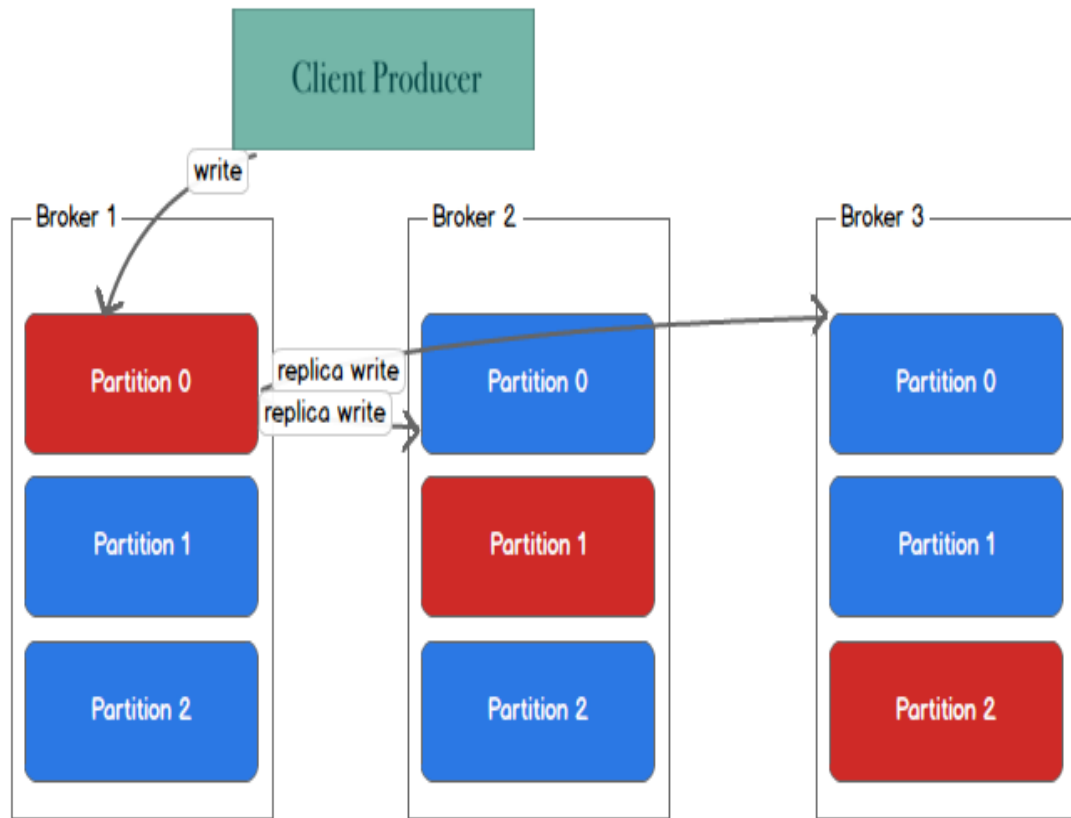 Client Producer
write
Broker 1
Broker 2
Broker 3
Partition 0
replica write
Partition 0
Partition 0
replica write
Partition 1
Partition 1
Partition 1
Partition 2
Partition 2
Partition 2